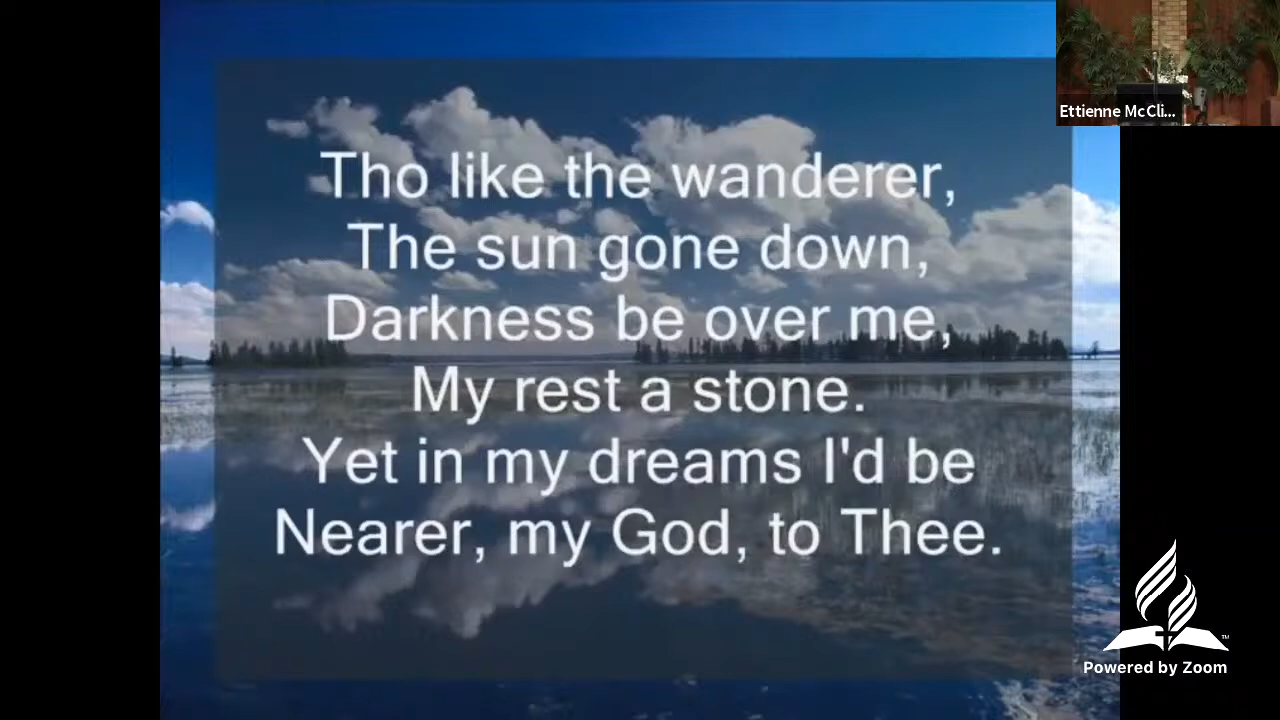 Ettienne McCli...
Tho like the wanderer,
The sun gone down,
Darkness be over me,
My rest a stone.
Yet in my dreams I'd be
Nearer, my God, to Thee.
TM
Powered by Zoom